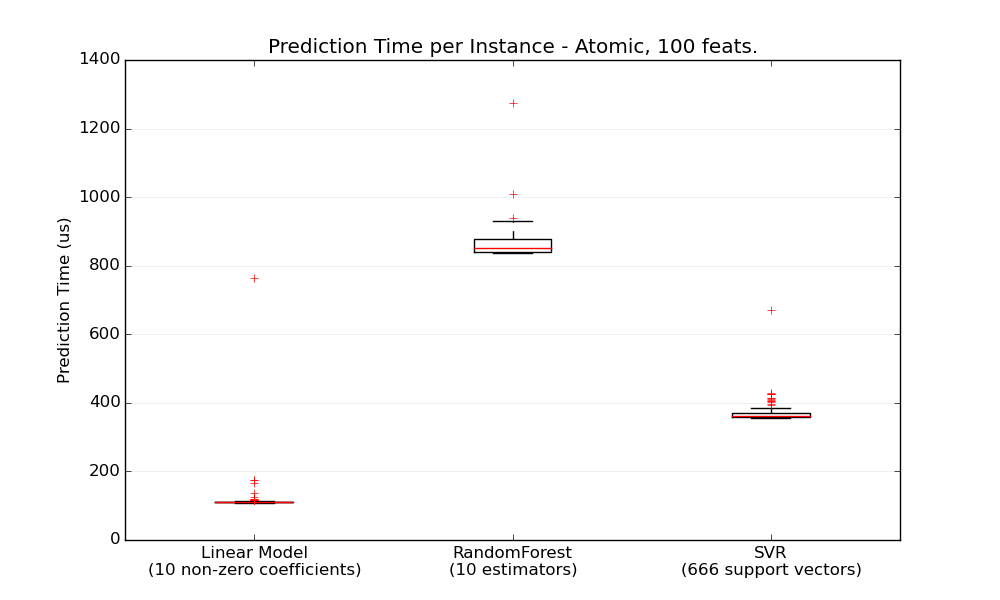 Prediction Time per Instance - Atomic, 100 feats.
1400
1200
1000
800
600
400
200
0
Prediction Time (us)
Linear Model
(10 non-zero coefficients)
RandomForest
(10 estimators)
SVR
(666 support vectors)